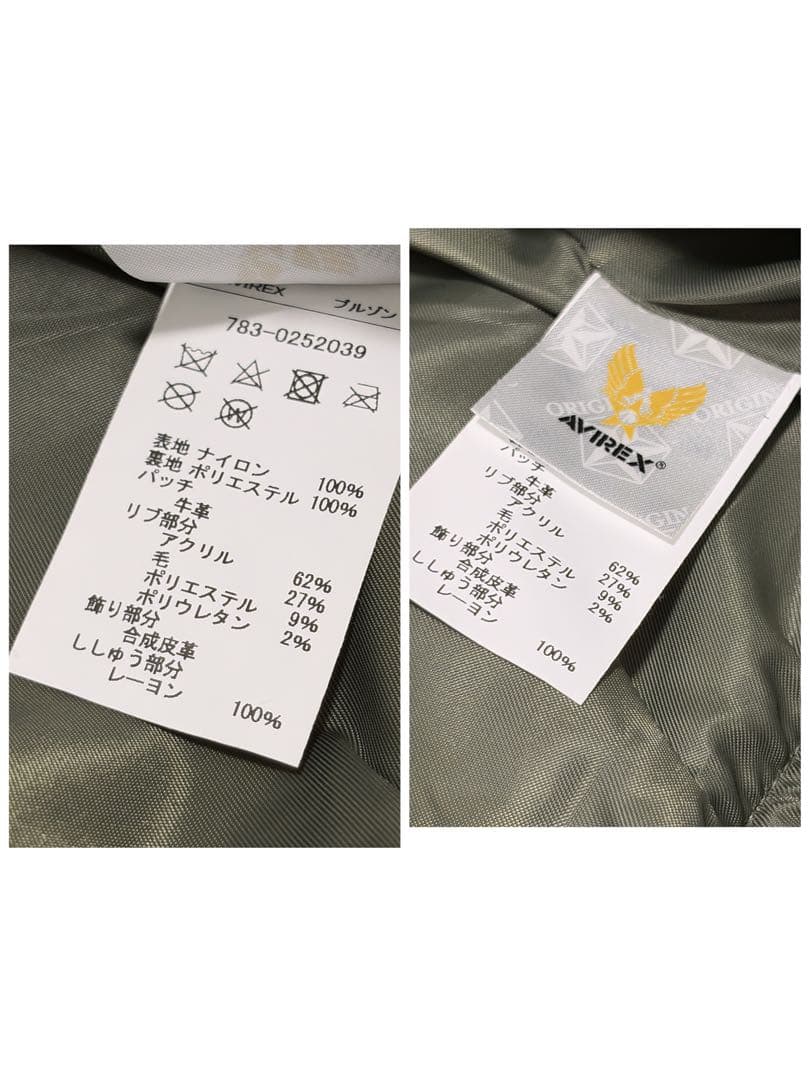 AVIREX ブルゾン
783-0252039
表地 ナイロン 100%
裏地 ポリエステル 100%
パッチ
牛革
リブ部分
アクリル 62%
毛 27%
ポリエステル 9%
ポリウレタン 2%
飾り部分
合成皮革
ししゅう部分
レーヨン 100%
ORIGIN
ORIGIN
AVIREX®
GIN
パッチ
牛革
リブ部分
アクリル 62%
毛 27%
ポリエステル 9%
ポリウレタン 2%
飾り部分
合成皮革
ししゅう部分
レーヨン 100%